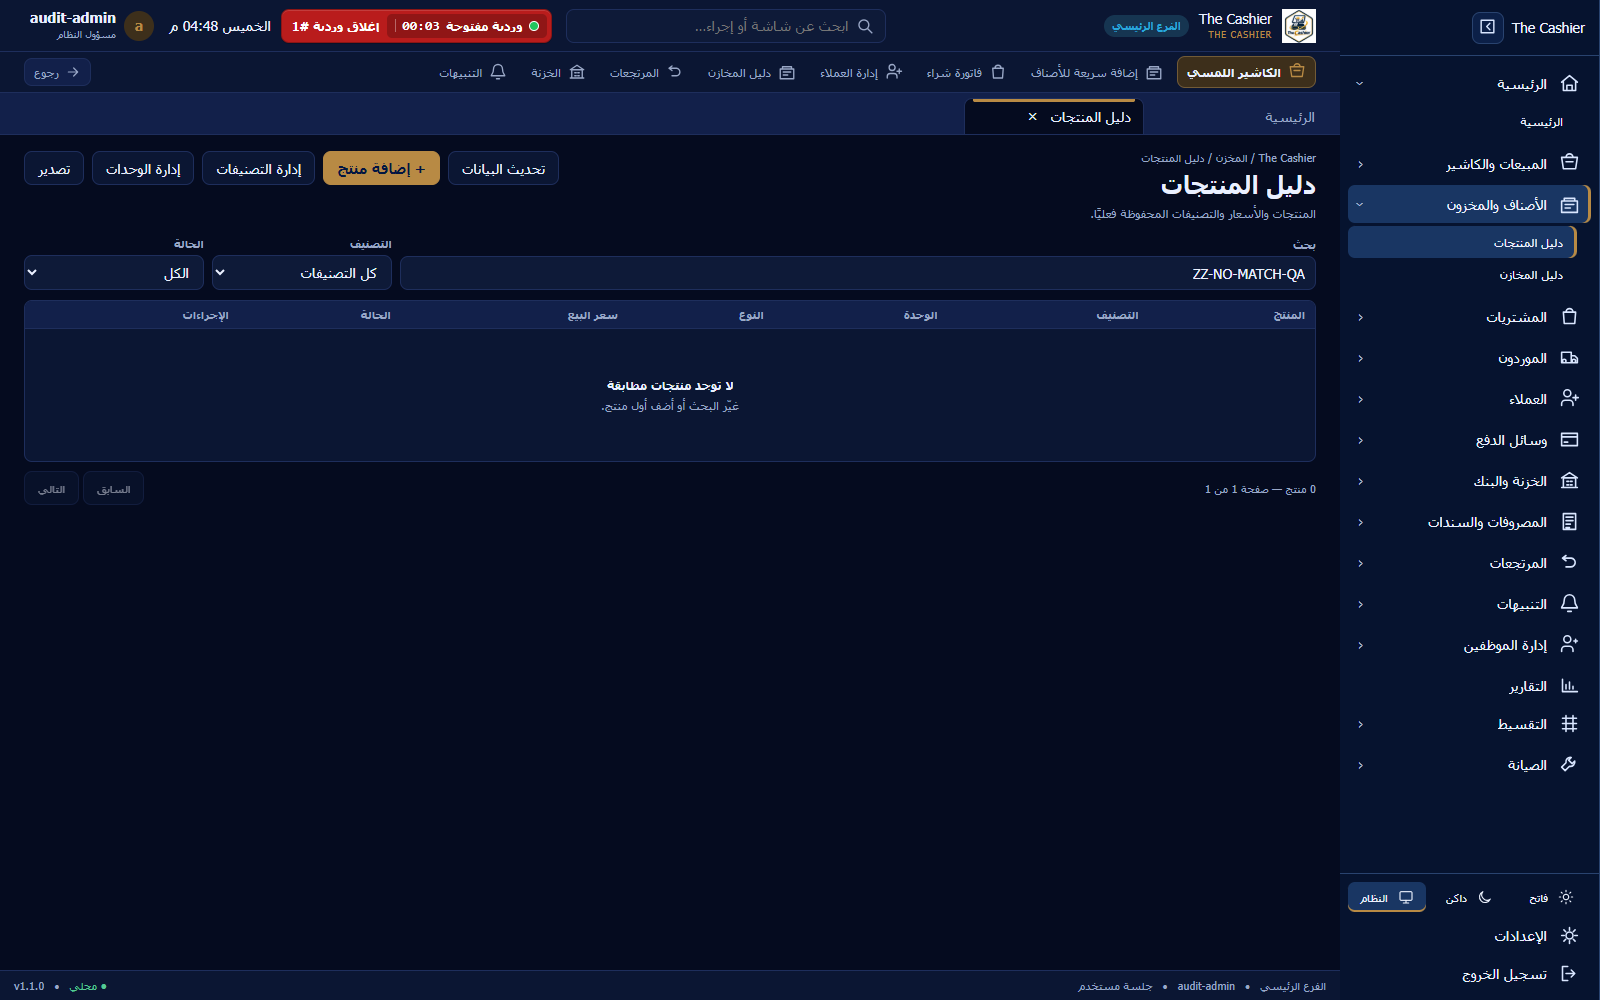 The Cashier
الرئيسية
الرئيسية
المبيعات والكاشير
الأصناف والمخزون
دليل المنتجات
دليل المخازن
المشتريات
الموردون
العملاء
وسائل الدفع
الخزنة والبنك
المصروفات والسندات
المرتجعات
التنبيهات
إدارة الموظفين
التقارير
التقسيط
الصيانة
فاتح
داكن
النظام
الإعدادات
تسجيل الخروج
The Cashier
THE CASHIER
الفرع الرئيسي
ابحث عن شاشة أو إجراء...
وردية مفتوحة 00:03 | إغلاق وردية #1
الخميس 04:48 م
a
audit-admin
مسؤول النظام
الكاشير اللمسي
إضافة سريعة للأصناف
فاتورة شراء
إدارة العملاء
دليل المخازن
المرتجعات
الخزنة
التنبيهات
رجوع
الرئيسية
دليل المنتجات ×
The Cashier / المخزن / دليل المنتجات
دليل المنتجات
المنتجات والأسعار والتصنيفات المحفوظة فعليًا.
تحديث البيانات
+ إضافة منتج
إدارة التصنيفات
إدارة الوحدات
تصدير
بحث
التصنيف
الحالة
ZZ-NO-MATCH-QA
كل التصنيفات
الكل
المنتج
التصنيف
الوحدة
النوع
سعر البيع
الحالة
الإجراءات
لا توجد منتجات مطابقة
غيّر البحث أو أضف أول منتج.
0 منتج — صفحة 1 من 1
السابق
التالي
الفرع الرئيسي • audit-admin • جلسة مستخدم
محلي • v1.1.0